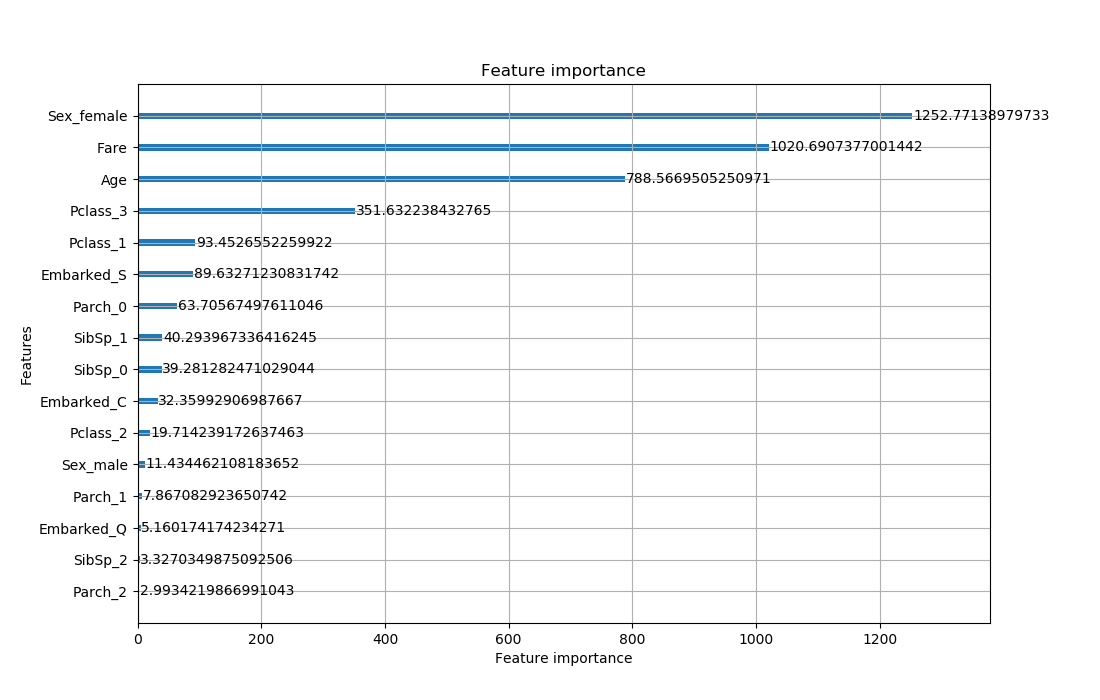 Feature importance
Sex_female 1252.77138979733
Fare 1020.6907377001442
Age 788.5669505250971
Pclass_3 351.632238432765
Pclass_1 93.4526552259922
Embarked_S 89.63271230831742
Parch_0 63.70567497611046
SibSp_1 40.293967336416245
SibSp_0 39.281282471029044
Embarked_C 32.35992906987667
Pclass_2 19.714239172637463
Sex_male 11.434462108183652
Parch_1 7.867082923650742
Embarked_Q 5.160174174234271
SibSp_2 3.3270349875092506
Parch_2 2.9934219866991043
Features
0 200 400 600 800 1000 1200
Feature importance